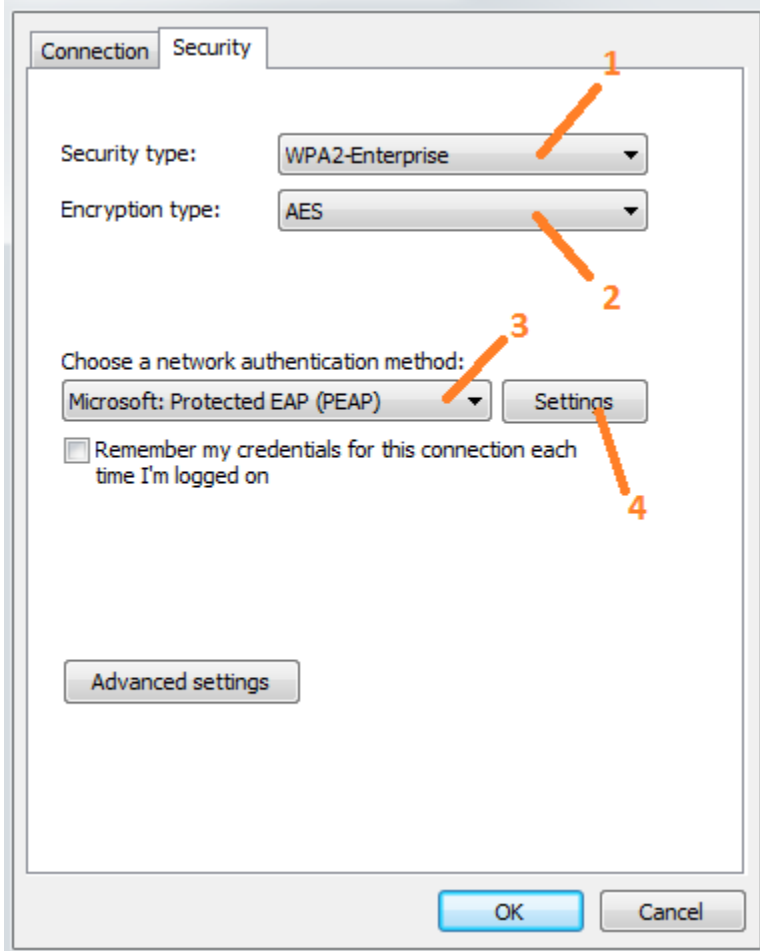 Connection Security
1
Security type: WPA2-Enterprise
Encryption type: AES
2
3
Choose a network authentication method:
Microsoft: Protected EAP (PEAP) Settings
Remember my credentials for this connection each
time I'm logged on
4
Advanced settings
OK Cancel